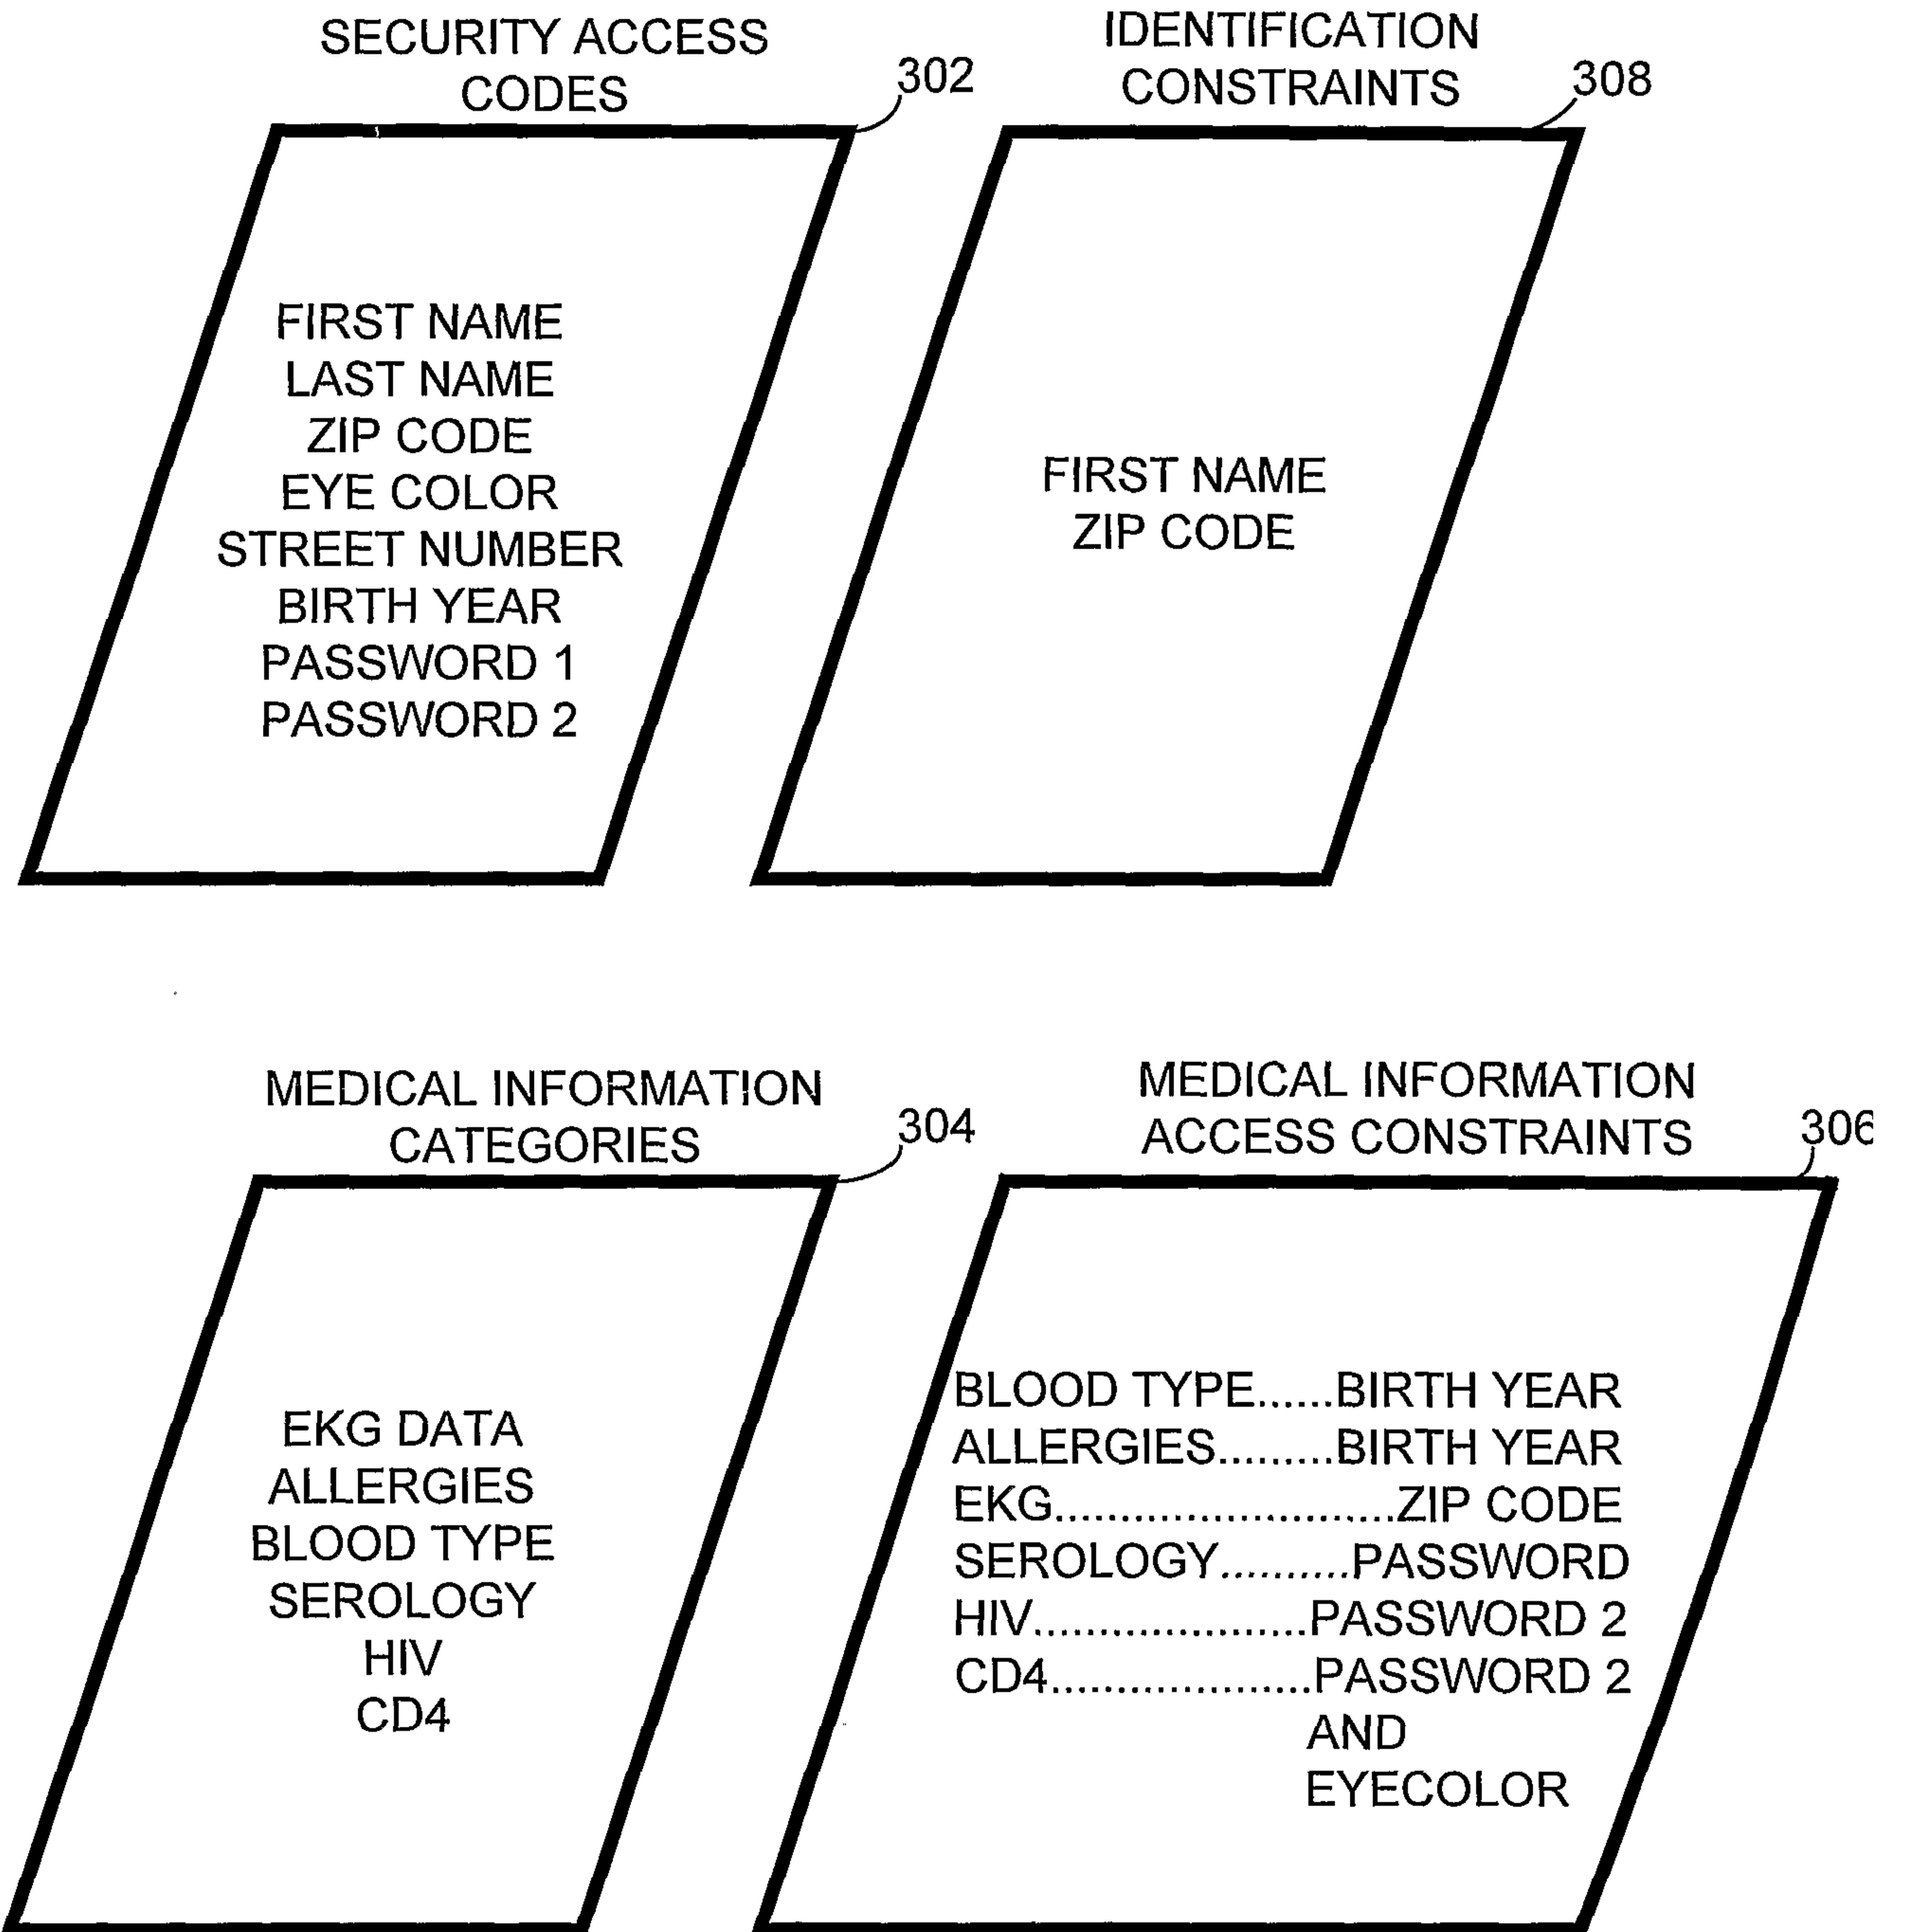 SECURITY ACCESS
CODES
302
FIRST NAME
LAST NAME
ZIP CODE
EYE COLOR
STREET NUMBER
BIRTH YEAR
PASSWORD 1
PASSWORD 2
IDENTIFICATION
CONSTRAINTS
308
FIRST NAME
ZIP CODE
MEDICAL INFORMATION
CATEGORIES
304
EKG DATA
ALLERGIES
BLOOD TYPE
SEROLOGY
HIV
CD4
MEDICAL INFORMATION
ACCESS CONSTRAINTS
306
BLOOD TYPE......BIRTH YEAR
ALLERGIES.........BIRTH YEAR
EKG..........................ZIP CODE
SEROLOGY..........PASSWORD
HIV.....................PASSWORD 2
CD4....................PASSWORD 2
AND
EYECOLOR